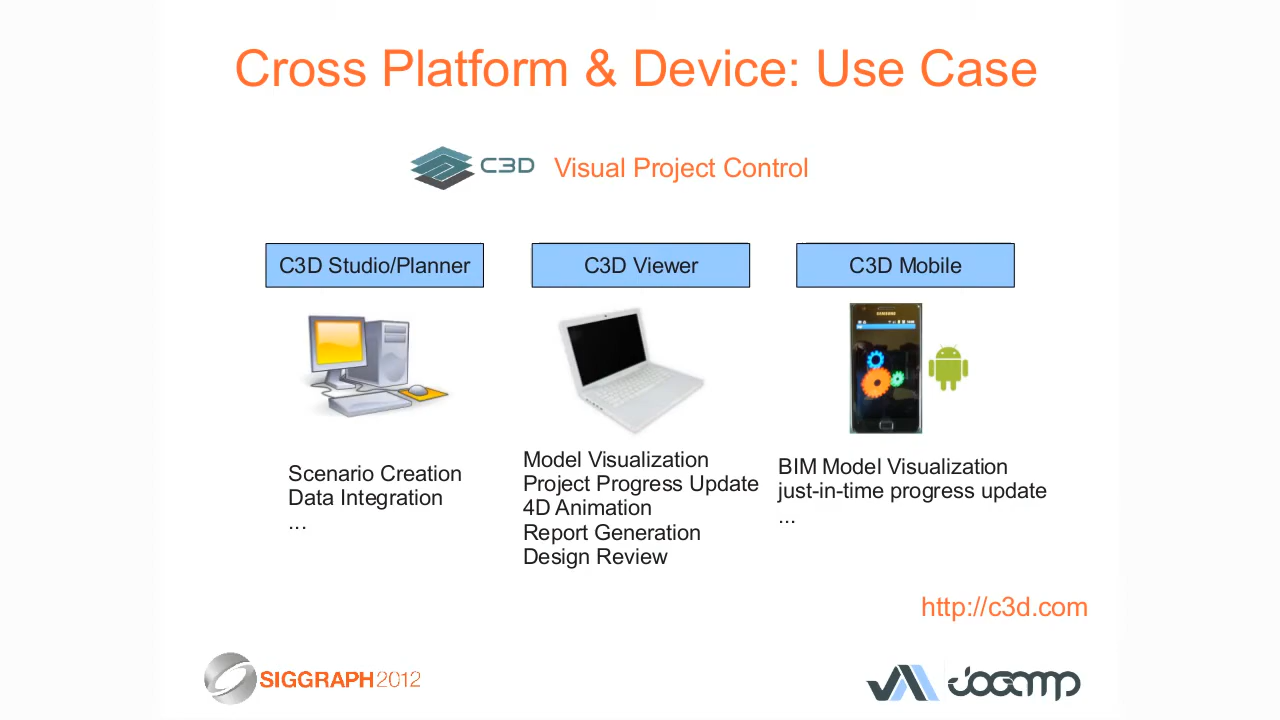 Cross Platform & Device: Use Case
C3D Visual Project Control
C3D Studio/Planner
C3D Viewer
C3D Mobile
SAMSUNG
Scenario Creation
Data Integration
...
Model Visualization
Project Progress Update
4D Animation
Report Generation
Design Review
BIM Model Visualization
just-in-time progress update
...
http://c3d.com
SIGGRAPH2012
JogAmp